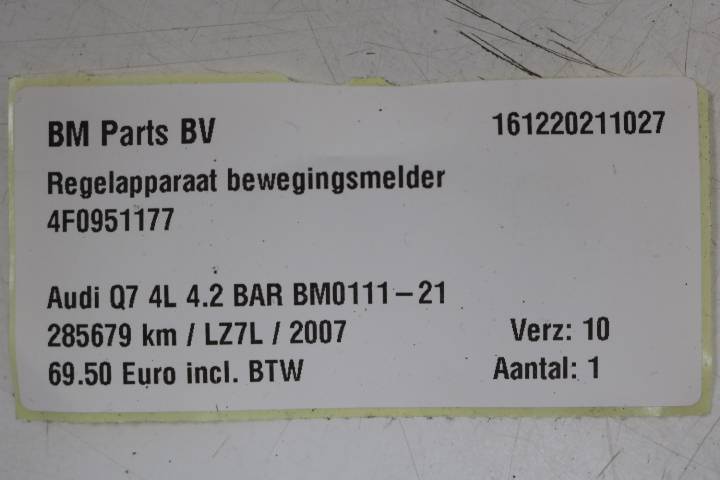 BM Parts BV 161220211027
Regelapparaat bewegingsmelder
4F0951177
Audi Q7 4L 4.2 BAR BM0111-21
285679 km / LZ7L / 2007 Verz: 10
69.50 Euro incl. BTW Aantal: 1